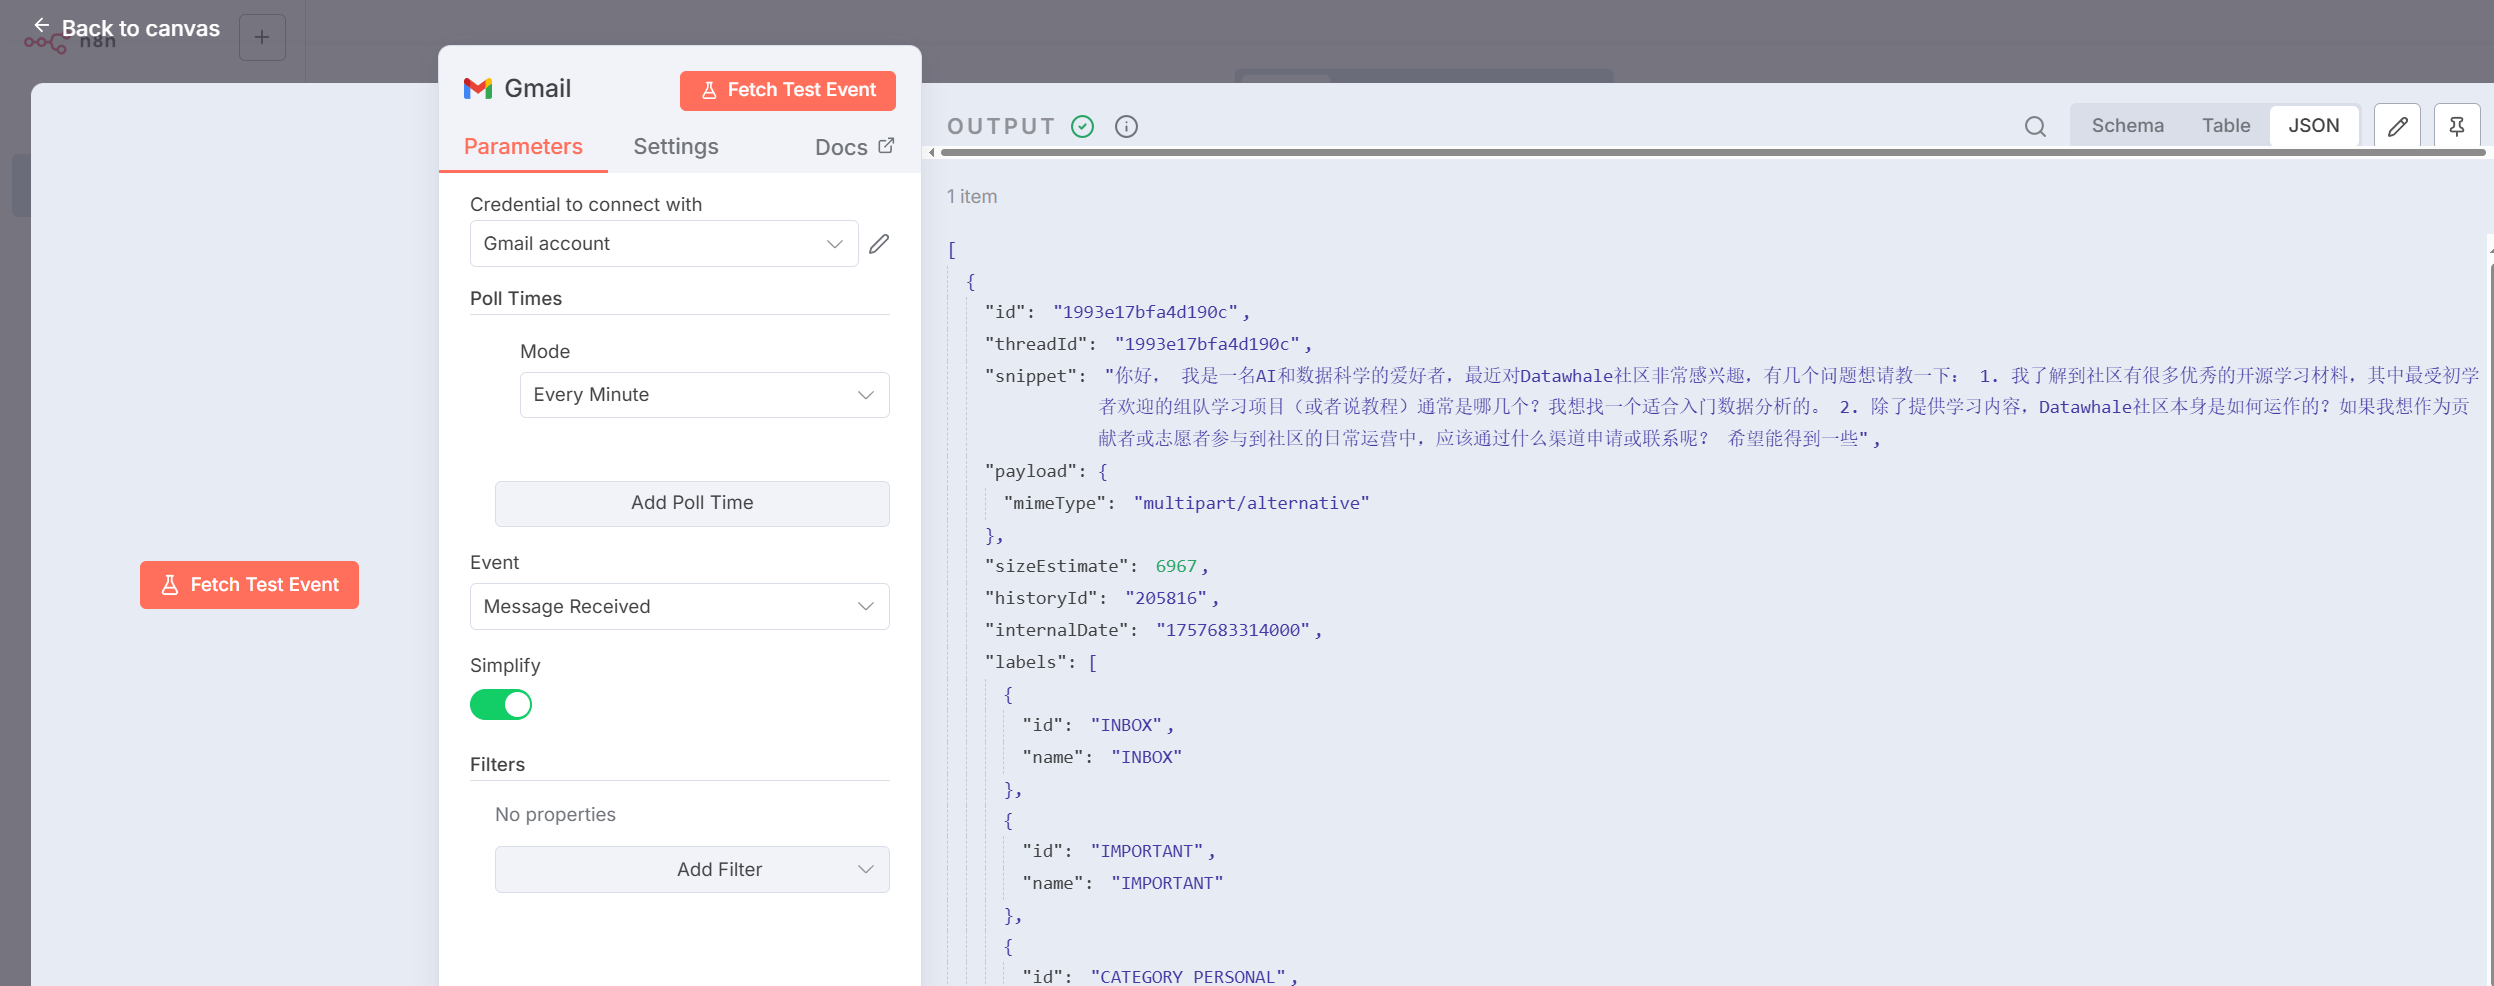 Back to canvas
n8n
Gmail
Fetch Test Event
Parameters
Settings
Docs
Credential to connect with
Gmail account
Poll Times
Mode
Every Minute
Add Poll Time
Event
Message Received
Simplify
Filters
No properties
Add Filter
Fetch Test Event
OUTPUT
Schema
Table
JSON
1 item
[
{
"id": "1993e17bfa4d190c",
"threadId": "1993e17bfa4d190c",
"snippet": "你好， 我是一名AI和数据科学的爱好者，最近对Datawhale社区非常感兴趣，有几个问题想请教一下： 1. 我了解到社区有很多优秀的开源学习材料，其中最受初学
者欢迎的组队学习项目（或者说教程）通常是哪几个？我想找一个适合入门数据分析的。 2. 除了提供学习内容，Datawhale社区本身是如何运作的？如果我想作为贡
献者或志愿者参与到社区的日常运营中，应该通过什么渠道申请或联系呢？ 希望能得到一些",
"payload": {
"mimeType": "multipart/alternative"
},
"sizeEstimate": 6967,
"historyId": "205816",
"internalDate": "1757683314000",
"labels": [
{
"id": "INBOX",
"name": "INBOX"
},
{
"id": "IMPORTANT",
"name": "IMPORTANT"
},
{
"id": "CATEGORY_PERSONAL",